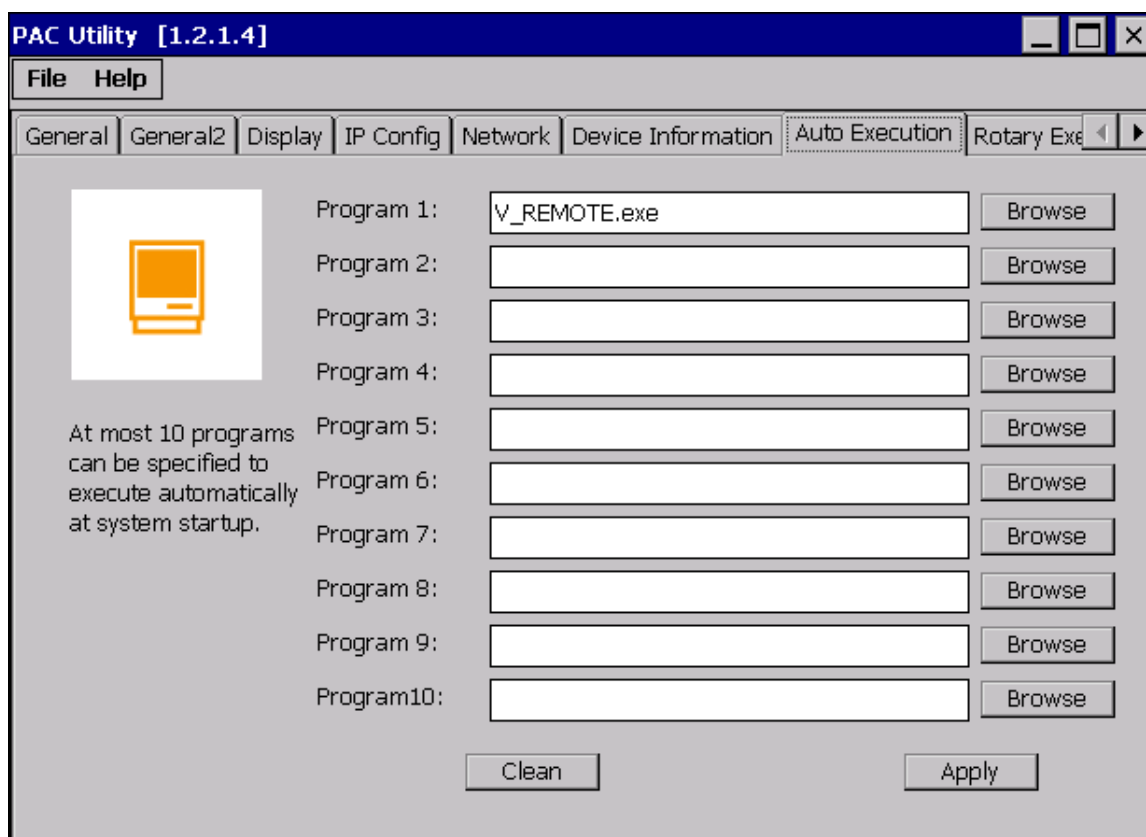 PAC Utility [1.2.1.4]
File Help
General General2 Display IP Config Network Device Information Auto Execution Rotary Exe
Program 1: V_REMOTE.exe Browse
Program 2: Browse
Program 3: Browse
Program 4: Browse
Program 5: Browse
Program 6: Browse
Program 7: Browse
Program 8: Browse
Program 9: Browse
Program10: Browse
At most 10 programs
can be specified to
execute automatically
at system startup.
Clean Apply